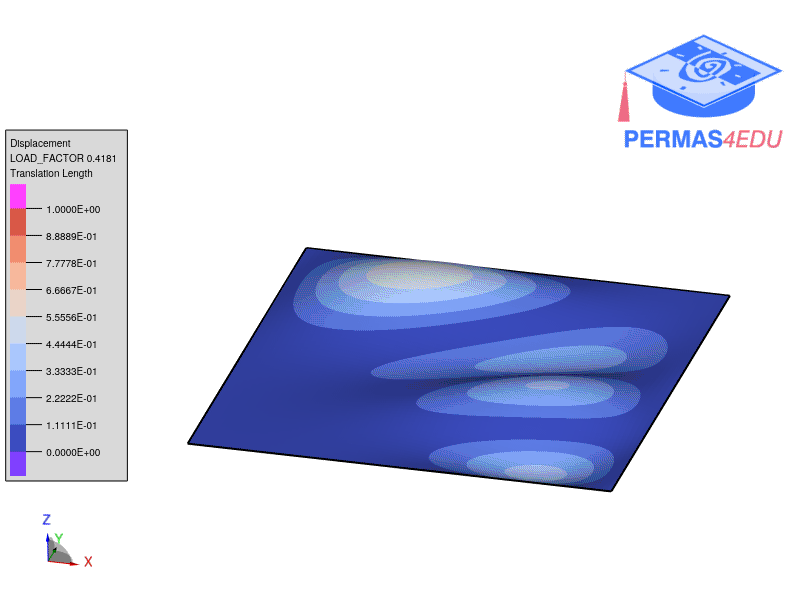 PERMAS4EDU
Displacement
LOAD_FACTOR 0.4181
Translation Length
1.0000E+00
8.8889E-01
7.7778E-01
6.6667E-01
5.5556E-01
4.4444E-01
3.3333E-01
2.2222E-01
1.1111E-01
0.0000E+00
Z
Y
X